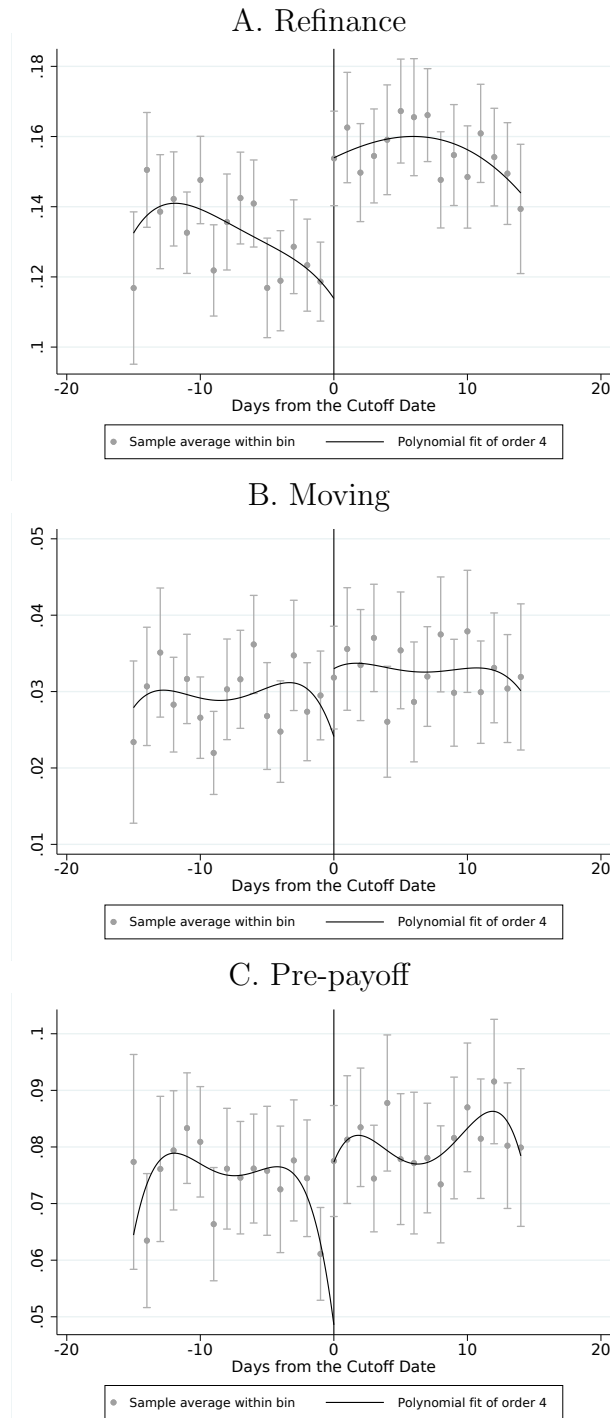 A. Refinance
.18
.16
.14
.12
.1
-20 -10 0 10 20
Days from the Cutoff Date
Sample average within bin Polynomial fit of order 4
B. Moving
.05
.04
.03
.02
.01
-20 -10 0 10 20
Days from the Cutoff Date
Sample average within bin Polynomial fit of order 4
C. Pre-payoff
.1
.09
.08
.07
.06
.05
-20 -10 0 10 20
Days from the Cutoff Date
Sample average within bin Polynomial fit of order 4